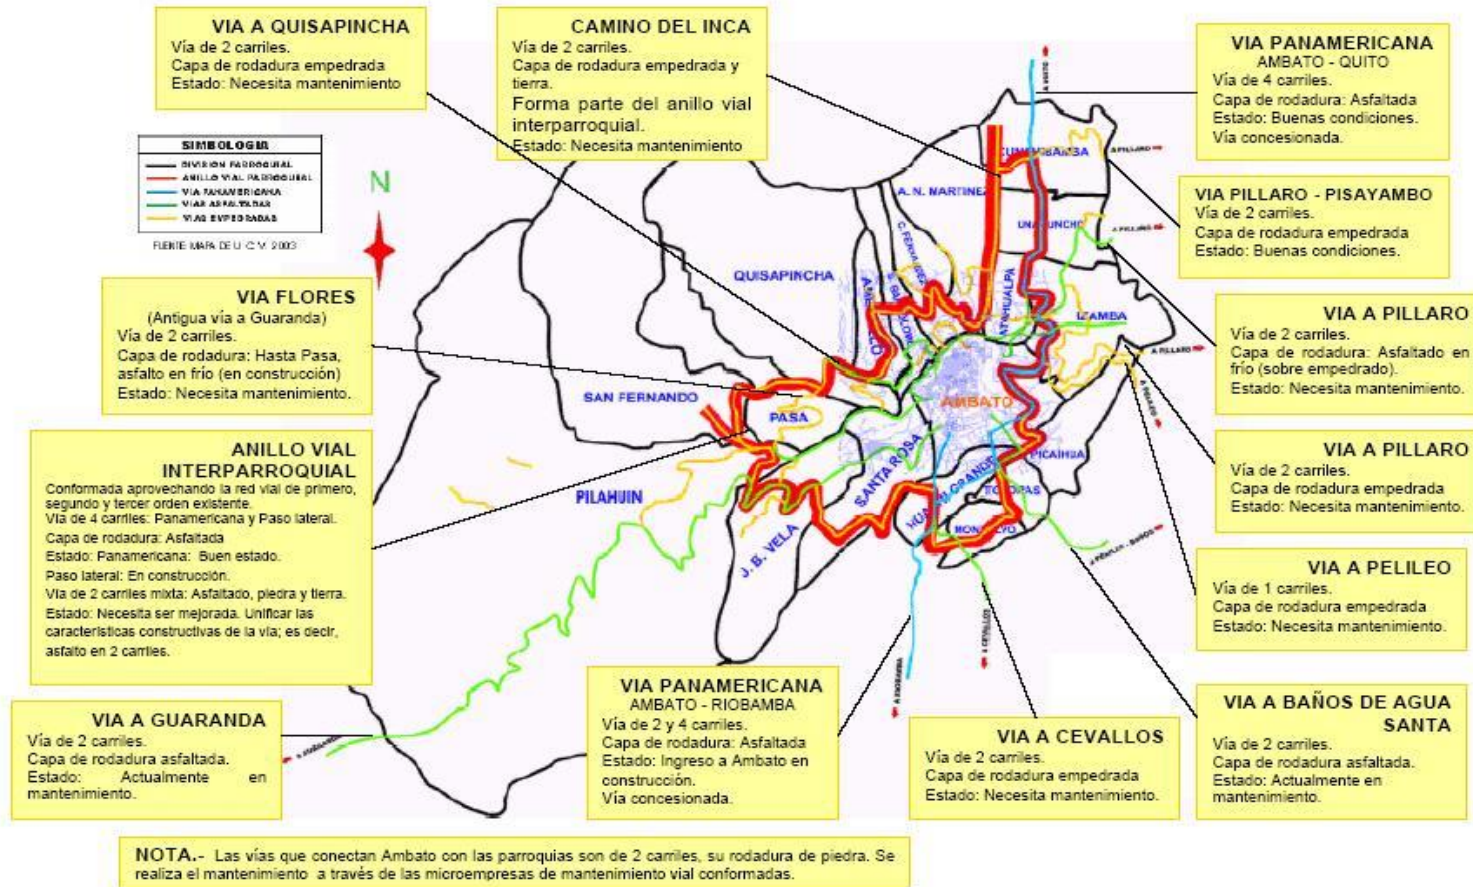 VIA A QUISAPINCHA
Vía de 2 carriles.
Capa de rodadura empedrada
Estado: Necesita mantenimiento
CAMINO DEL INCA
Vía de 2 carriles.
Capa de rodadura empedrada y
tierra.
Forma parte del anillo vial
interparroquial.
Estado: Necesita mantenimiento
VIA PANAMERICANA
AMBATO - QUITO
Vía de 4 carriles.
Capa de rodadura: Asfaltada
Estado: Buenas condiciones.
Vía concesionada.
SIMBOLOGIA
DIVISION PARROQUIAL
ANILLO VIAL PARROQUIAL
VIA PANAMERICANA
VIAS ASFALTADAS
VIAS EMPEDRADAS
N
VIA PILLARO - PISAYAMBO
Vía de 2 carriles.
Capa de rodadura empedrada
Estado: Buenas condiciones.
VIA FLORES
(Antigua vía a Guaranda)
Vía de 2 carriles.
Capa de rodadura: Hasta Pasa,
asfalto en frío (en construcción)
Estado: Necesita mantenimiento.
VIA A PILLARO
Vía de 2 carriles.
Capa de rodadura: Asfaltado en
frío (sobre empedrado).
Estado: Necesita mantenimiento.
A. N. MARTINEZ
QUISAPINCHA
ATAHUALPA
IZAMBA
A PILLARO
A PILLARO
A PILLARO
SAN FERNANDO
PASA
AMBATO
PILAHUIN
SANTA ROSA
PICAIHUA
J. B. VELA
ANILLO VIAL
INTERPARROQUIAL
Conformada aprovechando la red vial de primero,
segundo y tercer orden existente.
Vía de 4 carriles: Panamericana y Paso lateral.
Capa de rodadura: Asfaltada
Estado: Panamericana: Buen estado.
Paso lateral: En construcción.
Vía de 2 carriles mixta: Asfaltado, piedra y tierra.
Estado: Necesita ser mejorada. Unificar las
características constructivas de la vía; es decir,
asfalto en 2 carriles.
VIA A PILLARO
Vía de 2 carriles.
Capa de rodadura empedrada
Estado: Necesita mantenimiento.
VIA A PELILEO
Vía de 1 carriles.
Capa de rodadura empedrada
Estado: Necesita mantenimiento.
VIA A GUARANDA
Vía de 2 carriles.
Capa de rodadura asfaltada.
Estado: Actualmente en
mantenimiento.
VIA PANAMERICANA
AMBATO - RIOBAMBA
Vía de 2 y 4 carriles.
Capa de rodadura: Asfaltada
Estado: Ingreso a Ambato en
construcción.
Vía concesionada.
A CEVALLOS
VIA A CEVALLOS
Vía de 2 carriles.
Capa de rodadura empedrada
Estado: Necesita mantenimiento.
VIA A BAÑOS DE AGUA
SANTA
Vía de 2 carriles.
Capa de rodadura asfaltada.
Estado: Actualmente en
mantenimiento.
NOTA.- Las vías que conectan Ambato con las parroquias son de 2 carriles, su rodadura de piedra. Se
realiza el mantenimiento a través de las microempresas de mantenimiento vial conformadas.